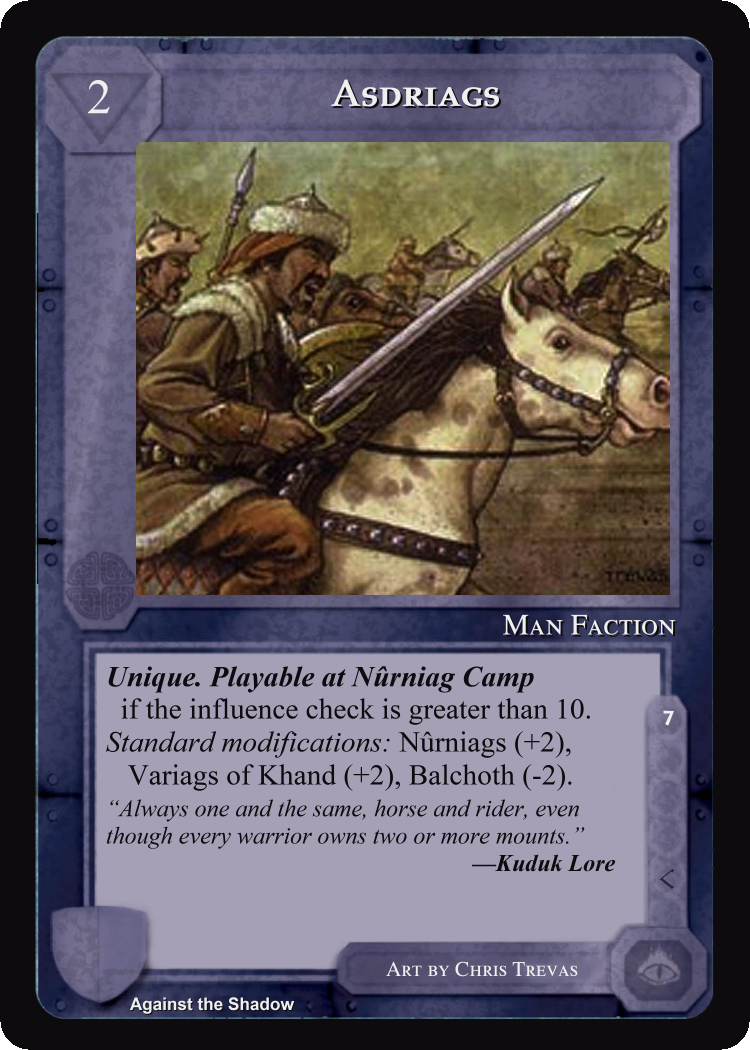 2
ASDRIAGS
TREVAS
MAN FACTION
Unique. Playable at Nûrniag Camp
if the influence check is greater than 10.
Standard modifications: Nûrniags (+2),
Variags of Khand (+2), Balchoth (-2).
“Always one and the same, horse and rider, even
though every warrior owns two or more mounts.”
—Kuduk Lore
7
<
ART BY CHRIS TREVAS
Against the Shadow